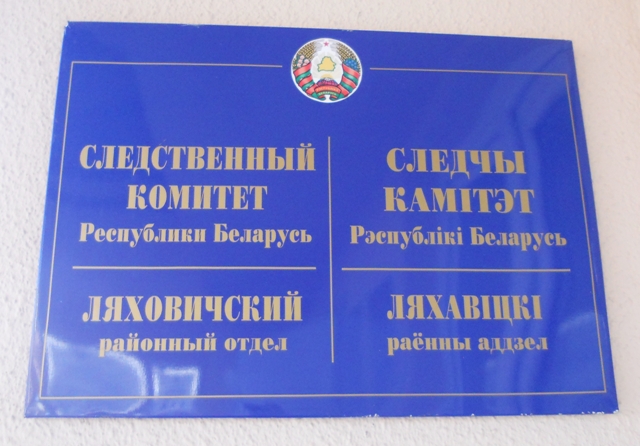 СЛЕДСТВЕННЫЙ
КОМИТЕТ
Республики Беларусь
ЛЯХОВИЧСКИЙ
районный отдел
СЛЕДЧЫ
КАМІТЭТ
Рэспублікі Беларусь
ЛЯХАВІЦКІ
раённы аддзел